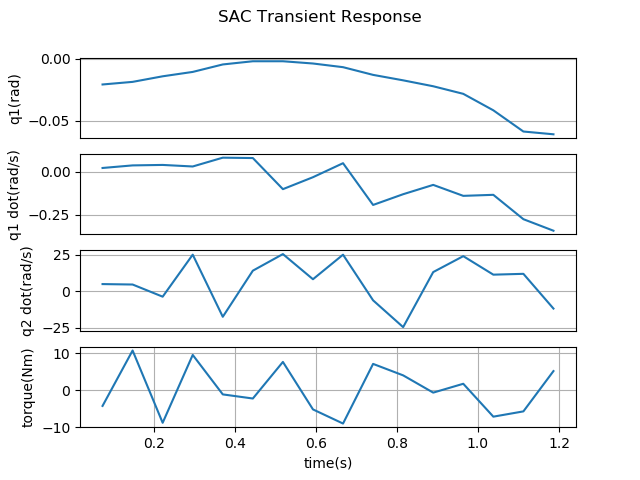 SAC Transient Response
q1(rad)
0.00
−0.05
q1 dot(rad/s)
0.00
−0.25
q2 dot(rad/s)
25
0
−25
torque(Nm)
10
0
−10
0.2 0.4 0.6 0.8 1.0 1.2
time(s)